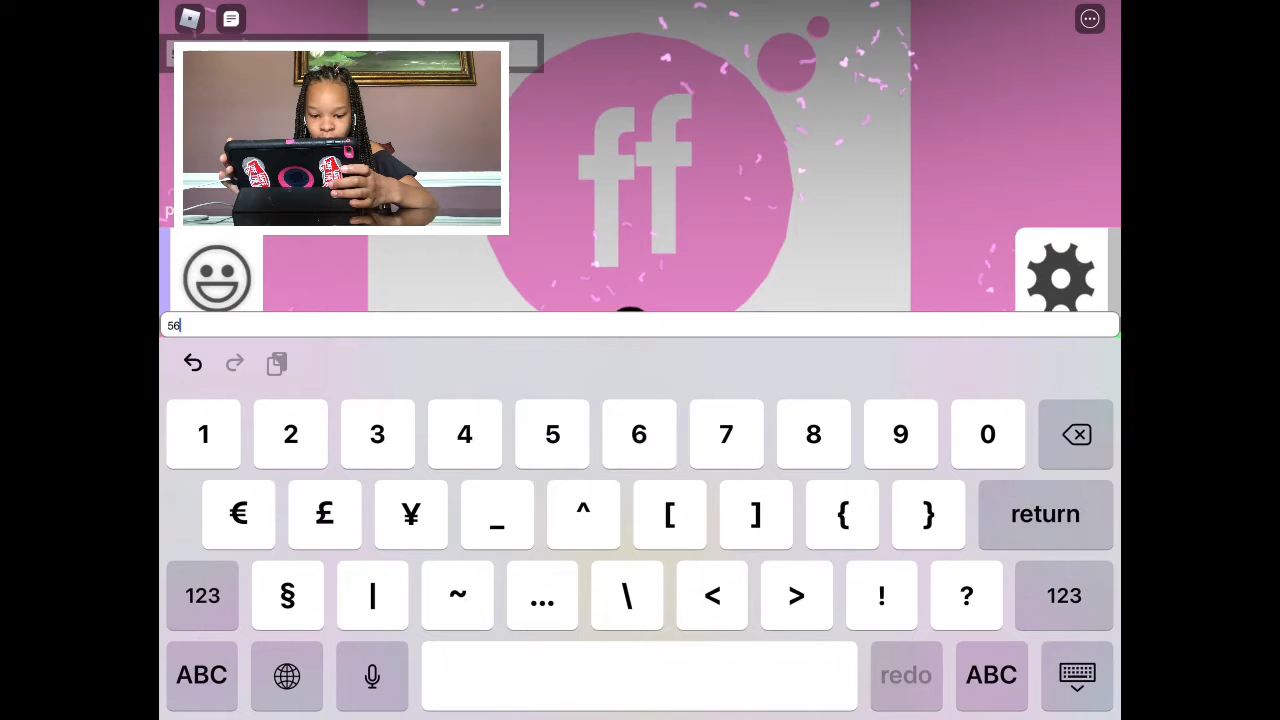 ff
56
1 2 3 4 5 6 7 8 9 0
€ £ ¥ _ ^ [ ] { } return
123 § | ~ ... \ < > ! ? 123
ABC redo ABC